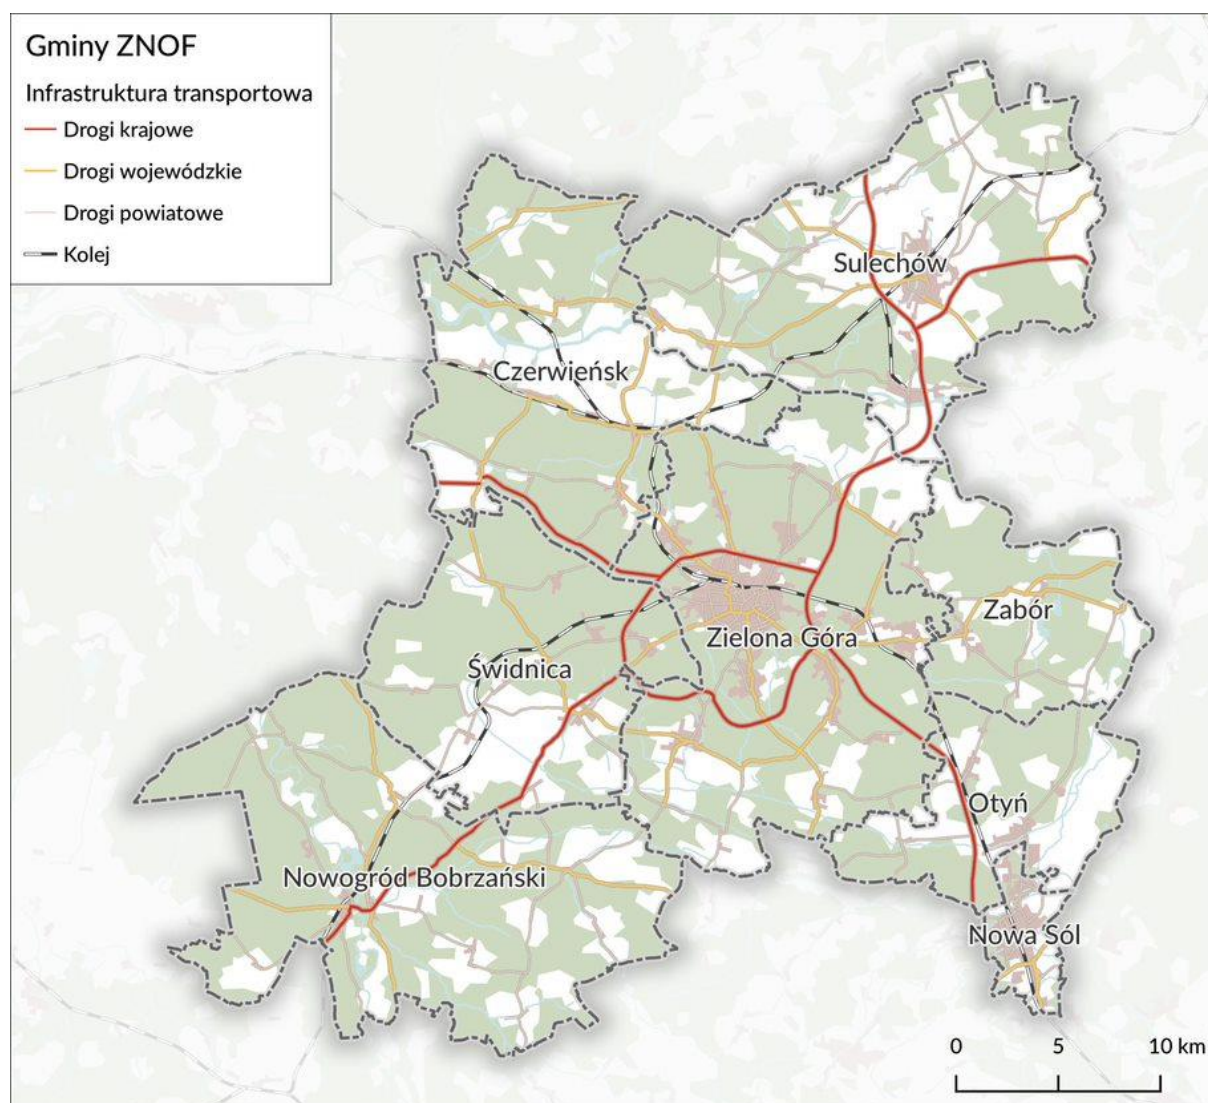 Gminy ZNOF
Infrastruktura transportowa
Drogi krajowe
Drogi wojewódzkie
Drogi powiatowe
Kolej
Sulechów
Czerwieńsk
Zabór
Zielona Góra
Świdnica
Otyń
Nowogród Bobrzański
Nowa Sól
0 5 10 km